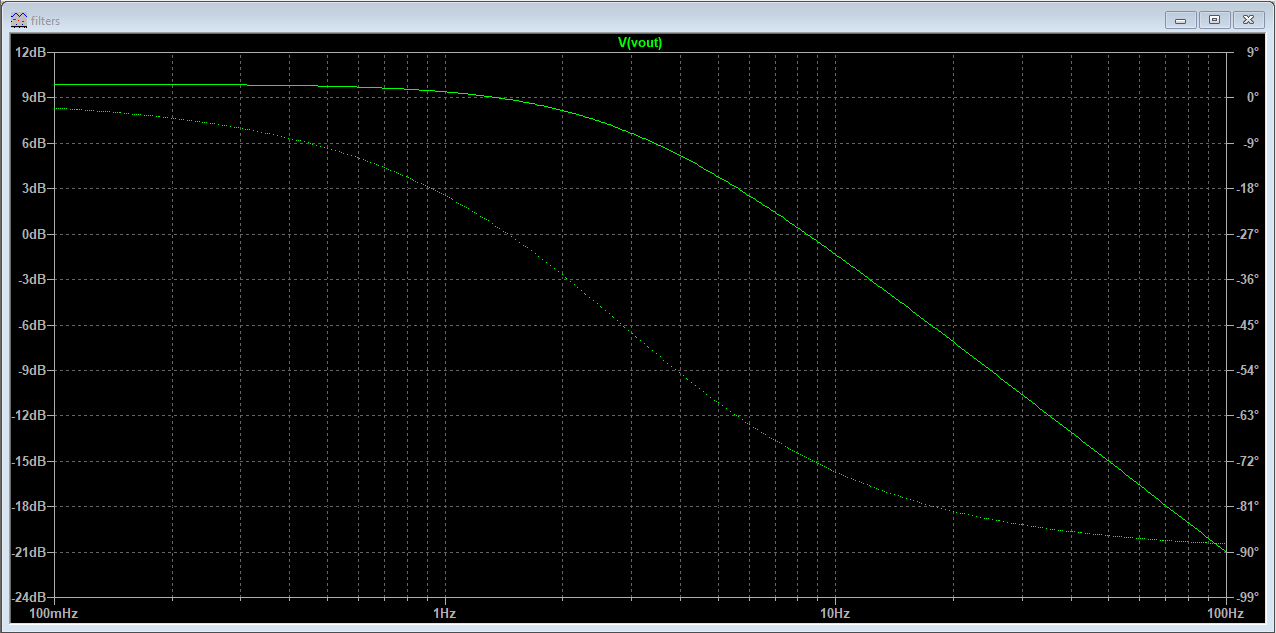 filters
V(vout)
12dB 9°
9dB 0°
6dB -9°
3dB -18°
0dB -27°
-3dB -36°
-6dB -45°
-9dB -54°
-12dB -63°
-15dB -72°
-18dB -81°
-21dB -90°
-24dB -99°
100mHz 1Hz 10Hz 100Hz